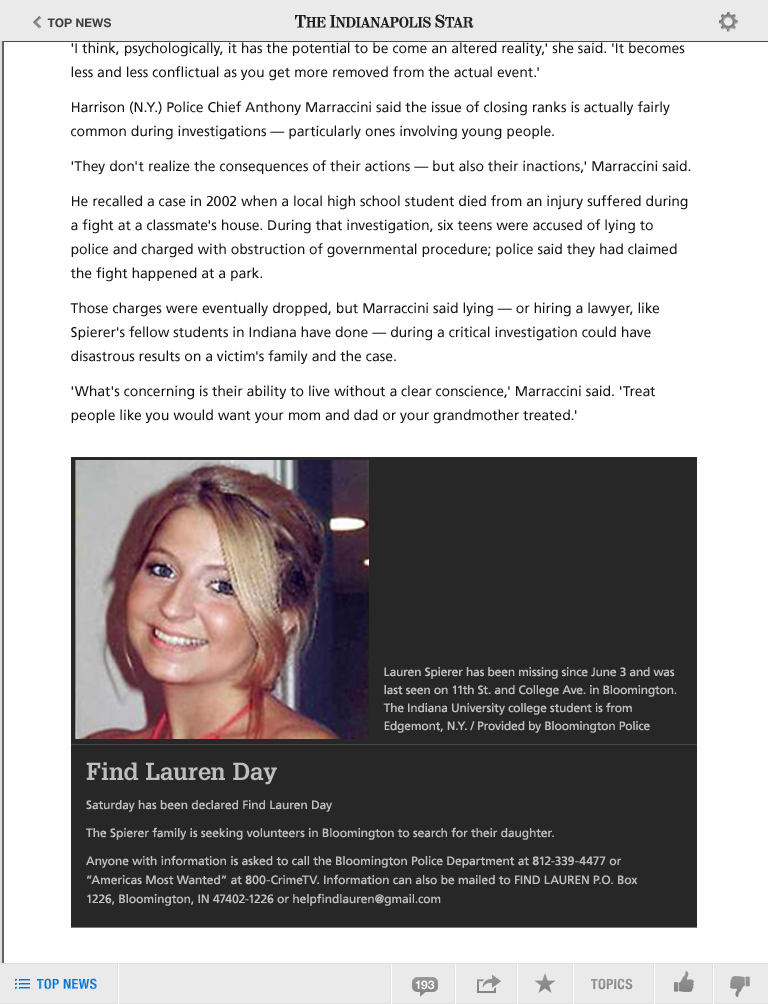 TOP NEWS
THE INDIANAPOLIS STAR
'I think, psychologically, it has the potential to be come an altered reality,' she said. 'It becomes
less and less conflictual as you get more removed from the actual event.'
Harrison (N.Y.) Police Chief Anthony Marraccini said the issue of closing ranks is actually fairly
common during investigations — particularly ones involving young people.
'They don't realize the consequences of their actions — but also their inactions,' Marraccini said.
He recalled a case in 2002 when a local high school student died from an injury suffered during
a fight at a classmate's house. During that investigation, six teens were accused of lying to
police and charged with obstruction of governmental procedure; police said they had claimed
the fight happened at a park.
Those charges were eventually dropped, but Marraccini said lying — or hiring a lawyer, like
Spierer's fellow students in Indiana have done — during a critical investigation could have
disastrous results on a victim's family and the case.
'What's concerning is their ability to live without a clear conscience,' Marraccini said. 'Treat
people like you would want your mom and dad or your grandmother treated.'
Lauren Spierer has been missing since June 3 and was
last seen on 11th St. and College Ave. in Bloomington.
The Indiana University college student is from
Edgemont, N.Y. / Provided by Bloomington Police
Find Lauren Day
Saturday has been declared Find Lauren Day
The Spierer family is seeking volunteers in Bloomington to search for their daughter.
Anyone with information is asked to call the Bloomington Police Department at 812-339-4477 or
"Americas Most Wanted" at 800-CrimeTV. Information can also be mailed to FIND LAUREN P.O. Box
1226, Bloomington, IN 47402-1226 or helpfindlauren@gmail.com
TOP NEWS
193
TOPICS